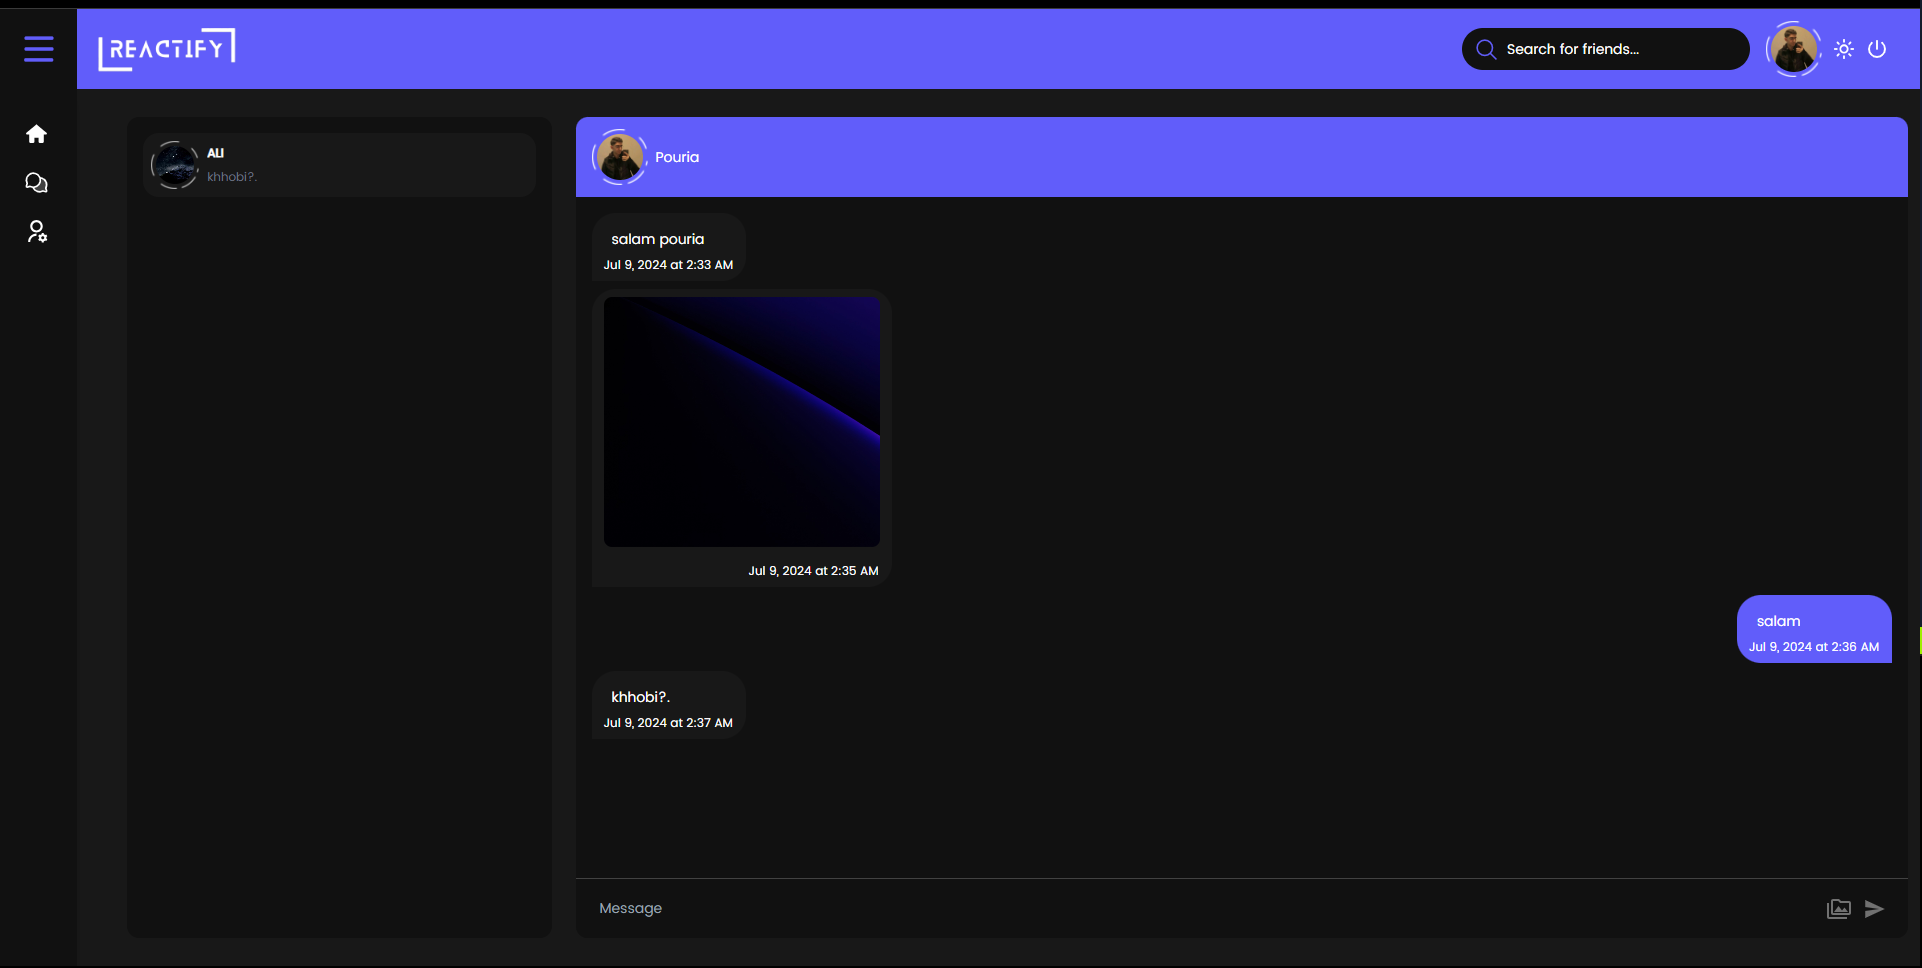 REACTIFY
Search for friends...
ALI
khhobi?.
Pouria
salam pouria
Jul 9, 2024 at 2:33 AM
Jul 9, 2024 at 2:35 AM
salam
Jul 9, 2024 at 2:36 AM
khhobi?.
Jul 9, 2024 at 2:37 AM
Message